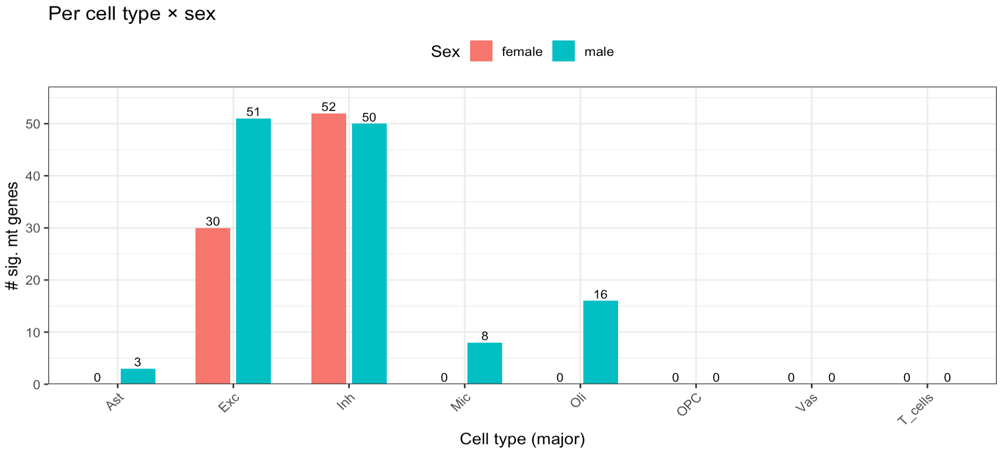 Per cell type × sex
Sex female male
# sig. mt genes
50
40
30
20
10
0
0 3
30 51
52 50
0 8
0 16
0 0
0 0
0 0
Ast Exc Inh Mic Oli OPC Vas T_cells
Cell type (major)